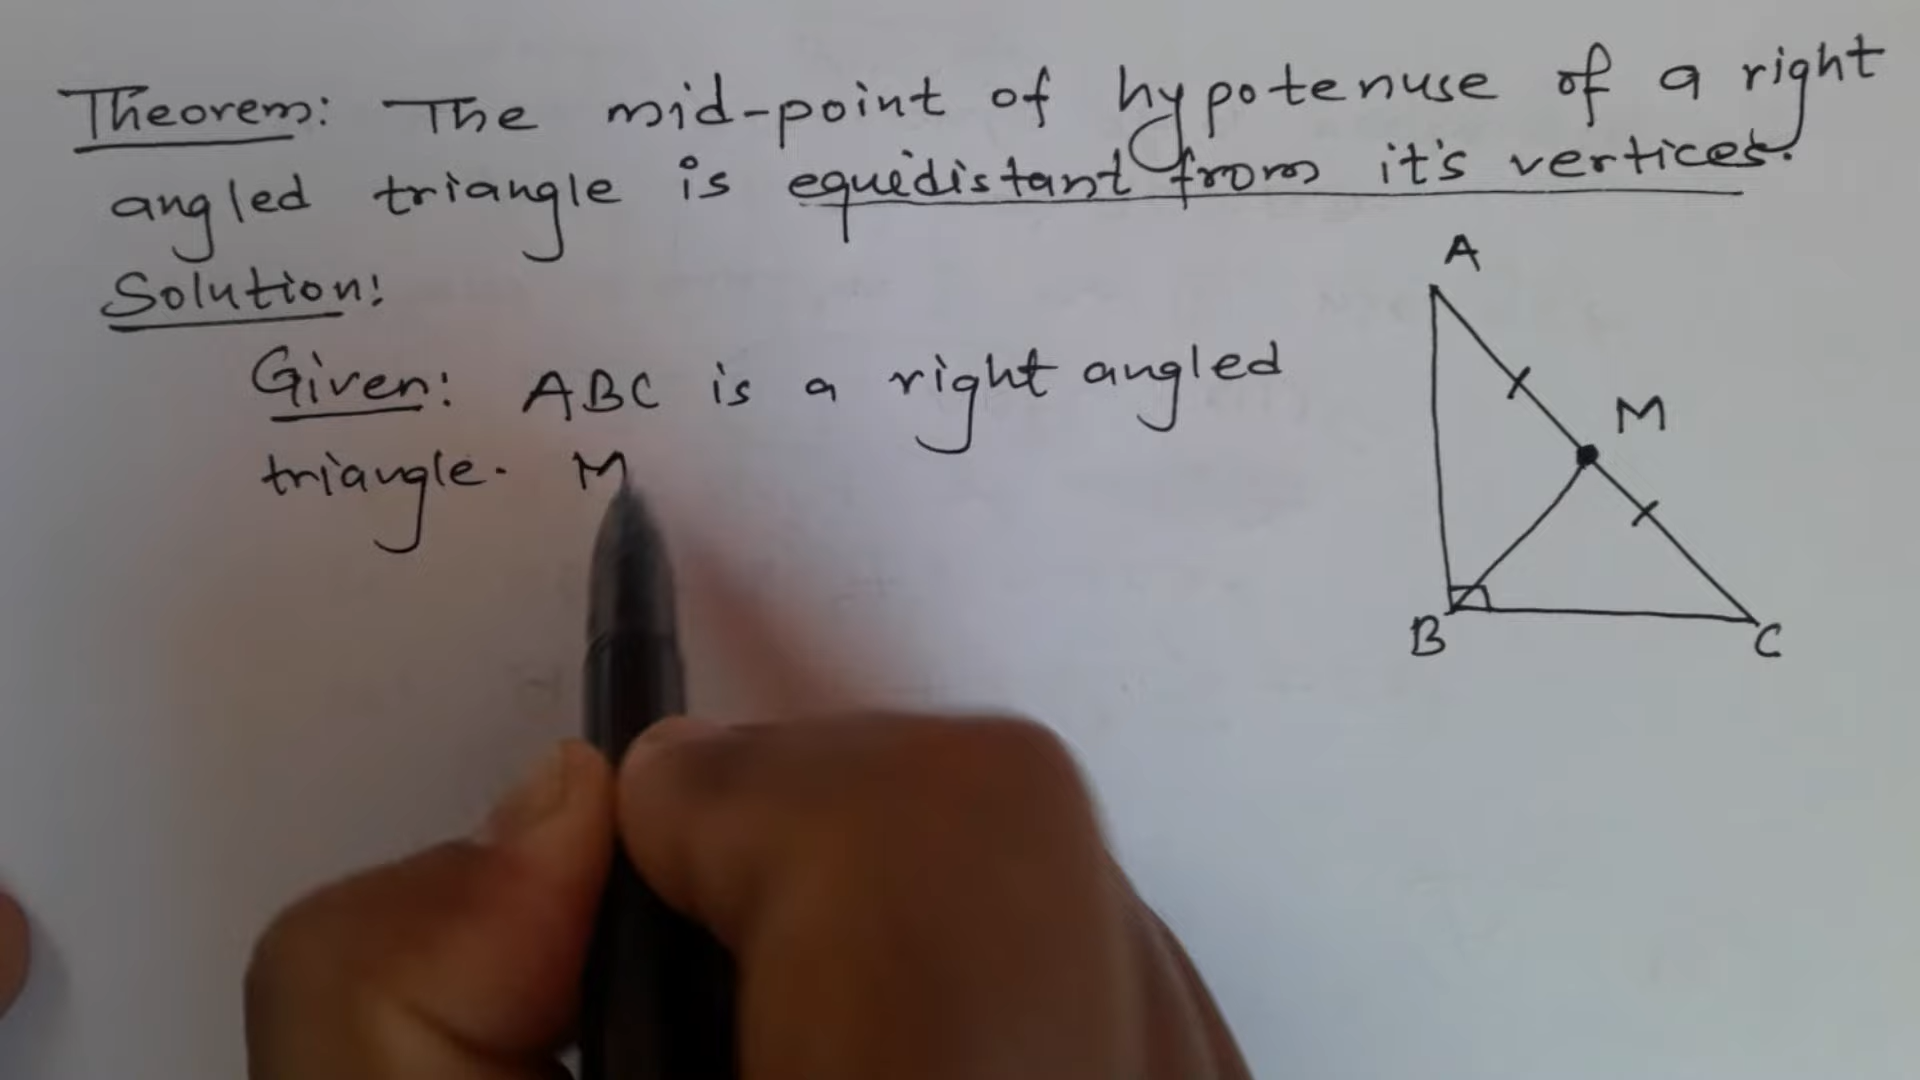 Theorem: The mid-point of hypotenuse of a right
angled triangle is equidistant from it's vertices.
Solution:
Given: ABC is a right angled
triangle. M
A
M
B
C